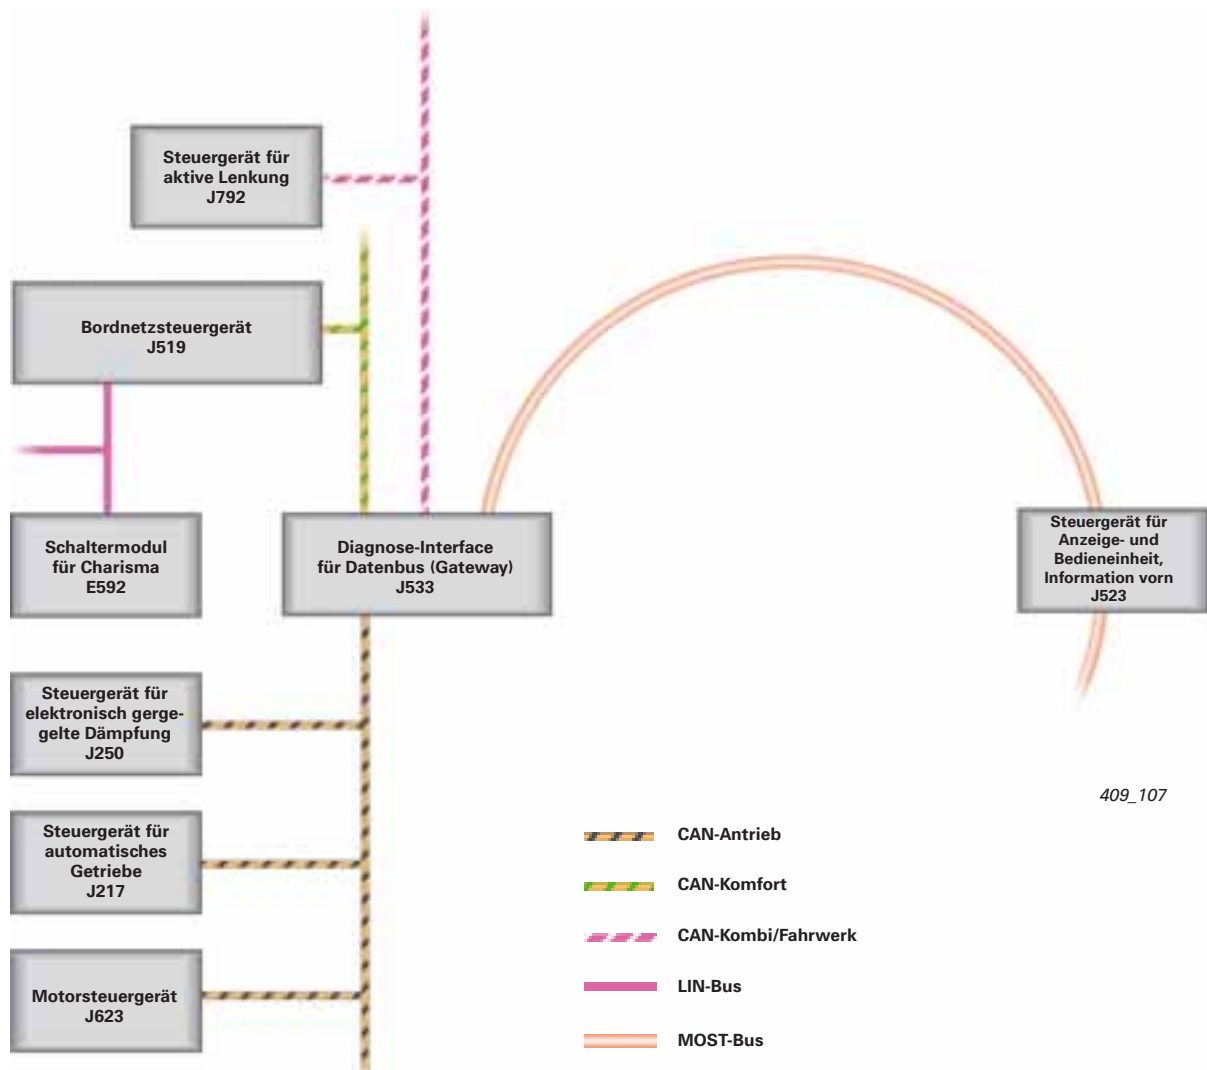 Steuergerät für
aktive Lenkung
J792
Bordnetzsteuergerät
J519
Schaltermodul
für Charisma
E592
Diagnose-Interface
für Datenbus (Gateway)
J533
Steuergerät für
Anzeige- und
Bedieneinheit,
Information vorn
J523
Steuergerät für
elektronisch gerge-
gelte Dämpfung
J250
Steuergerät für
automatisches
Getriebe
J217
Motorsteuergerät
J623
409_107
CAN-Antrieb
CAN-Komfort
CAN-Kombi/Fahrwerk
LIN-Bus
MOST-Bus